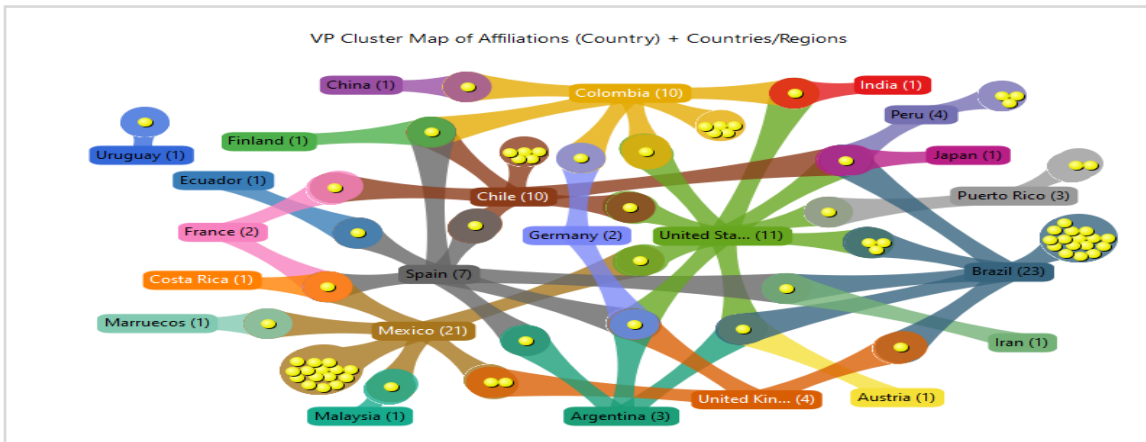 VP Cluster Map of Affiliations (Country) + Countries/Regions
China (1)
Colombia (10)
India (1)
Peru (4)
Finland (1)
Uruguay (1)
Japan (1)
Ecuador (1)
Chile (10)
Puerto Rico (3)
France (2)
Germany (2)
United Sta... (11)
Costa Rica (1)
Spain (7)
Brazil (23)
Marruecos (1)
Mexico (21)
Iran (1)
Malaysia (1)
Argentina (3)
United Kin... (4)
Austria (1)